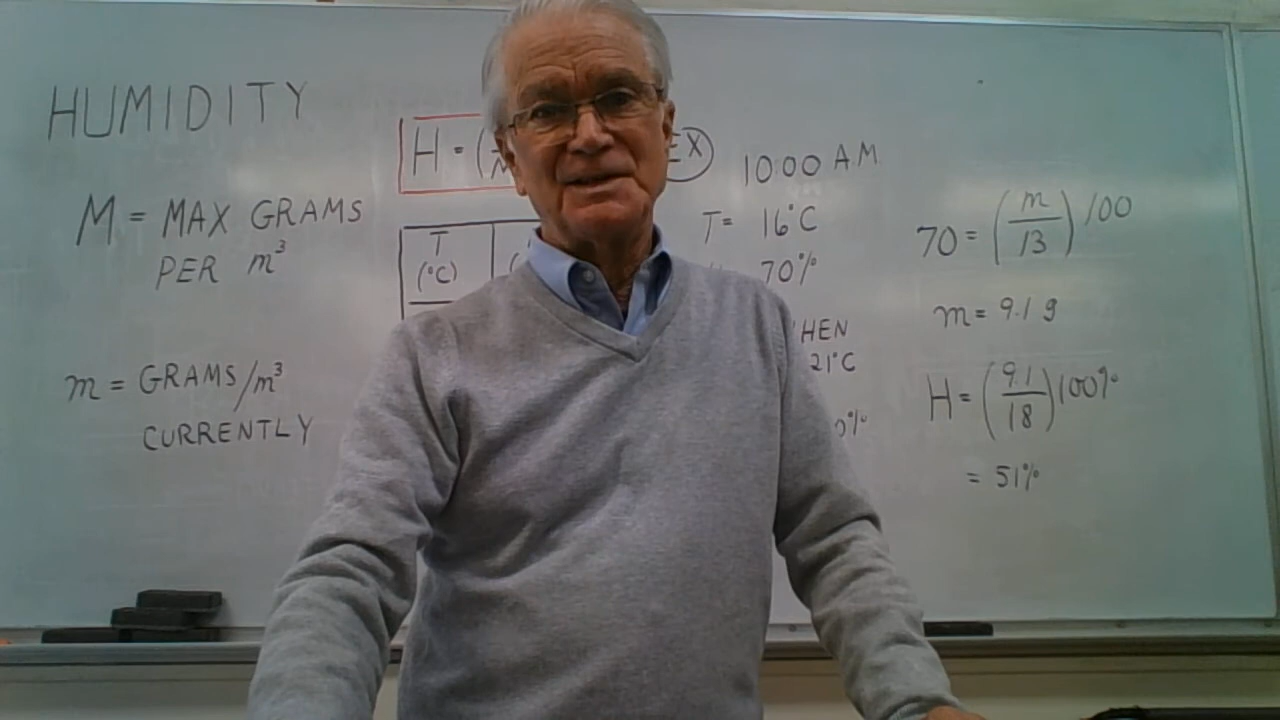 HUMIDITY
M = MAX GRAMS
PER m³
m = GRAMS/m³
CURRENTLY
H = (
T
(°C)
EX
10:00 AM
T = 16°C
70%
HEN
21°C
0%
70 = (m/13) 100
m = 9.1 g
H = (9.1/18) 100%
= 51%